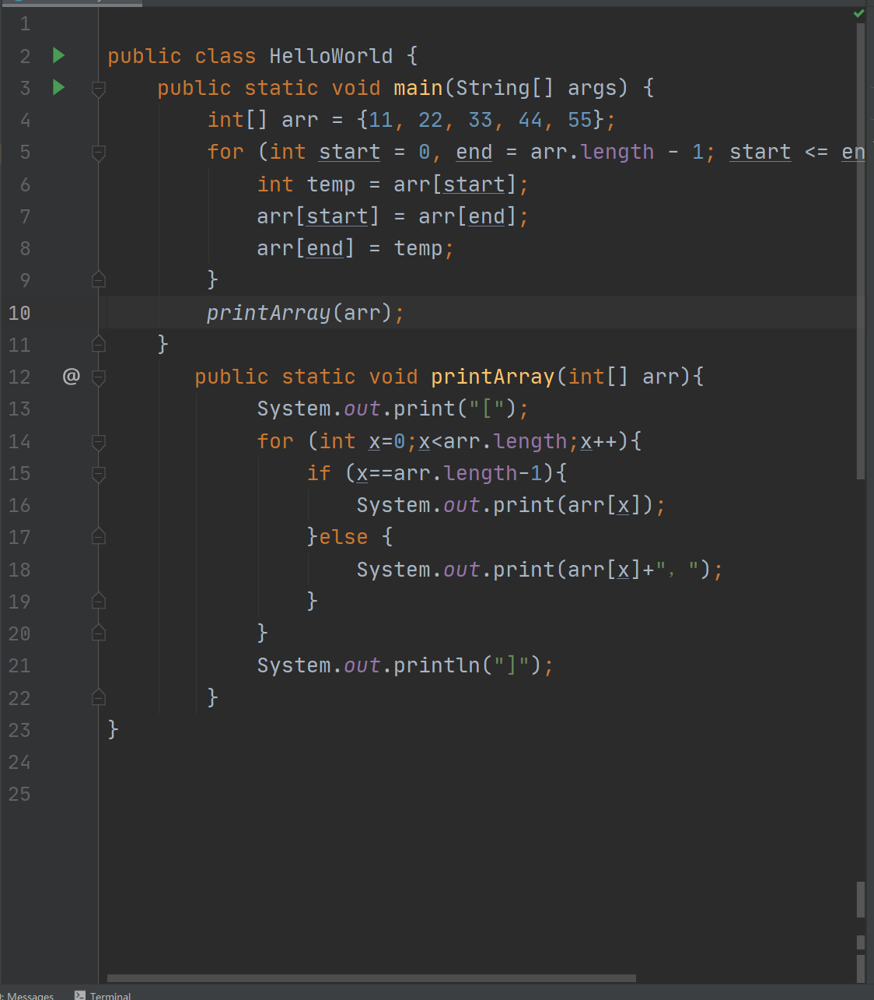 1
2 public class HelloWorld {
3 public static void main(String[] args) {
4 int[] arr = {11, 22, 33, 44, 55};
5 for (int start = 0, end = arr.length - 1; start <= en
6 int temp = arr[start];
7 arr[start] = arr[end];
8 arr[end] = temp;
9 }
10 printArray(arr);
11 }
12 @ public static void printArray(int[] arr){
13 System.out.print("[");
14 for (int x=0;x<arr.length;x++){
15 if (x==arr.length-1){
16 System.out.print(arr[x]);
17 }else {
18 System.out.print(arr[x]+"，");
19 }
20 }
21 System.out.println("]");
22 }
23 }
24
25
: Messages Terminal